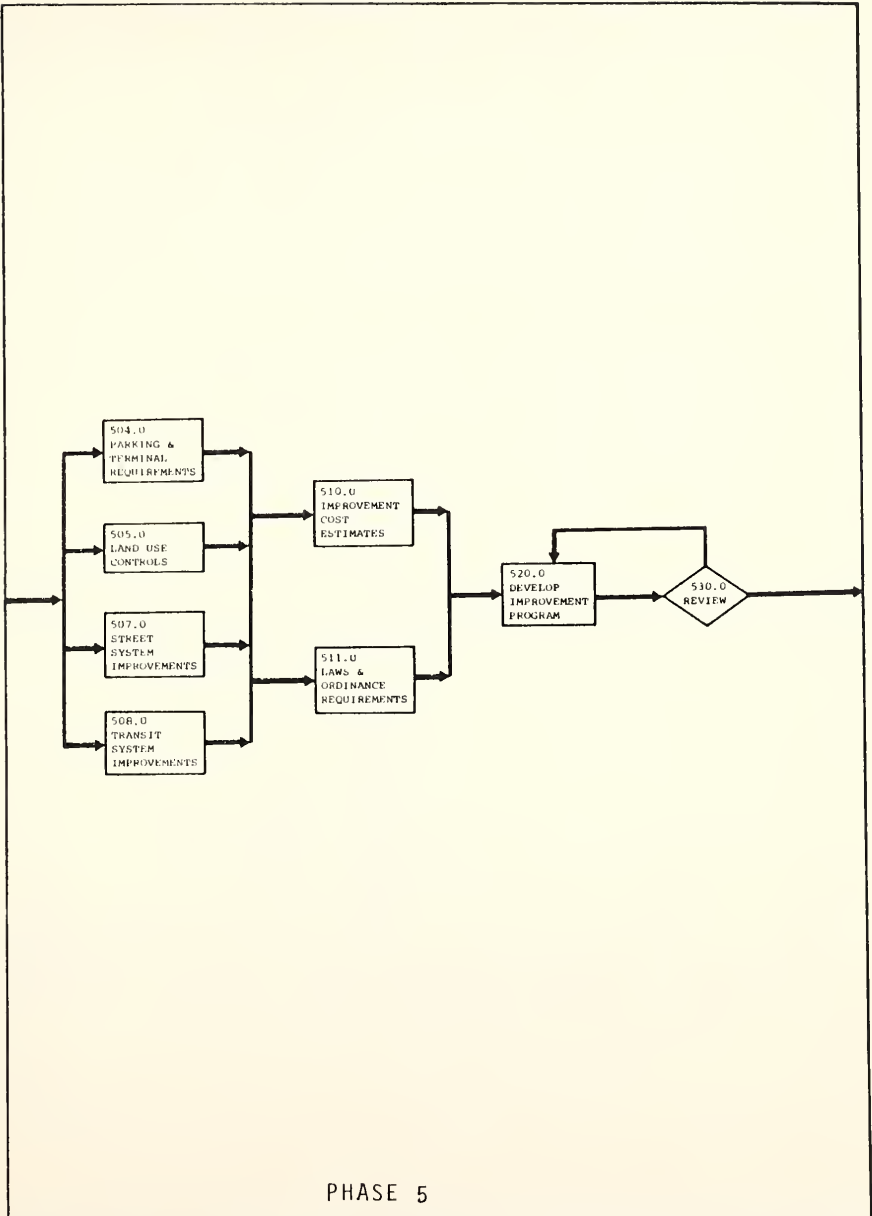 504.0
PARKING &
TERMINAL
REQUIREMENTS
505.0
LAND USE
CONTROLS
507.0
STREET
SYSTEM
IMPROVEMENTS
508.0
TRANSIT
SYSTEM
IMPROVEMENTS
510.0
IMPROVEMENT
COST
ESTIMATES
511.0
LAWS &
ORDINANCE
REQUIREMENTS
520.0
DEVELOP
IMPROVEMENT
PROGRAM
530.0
REVIEW
PHASE 5